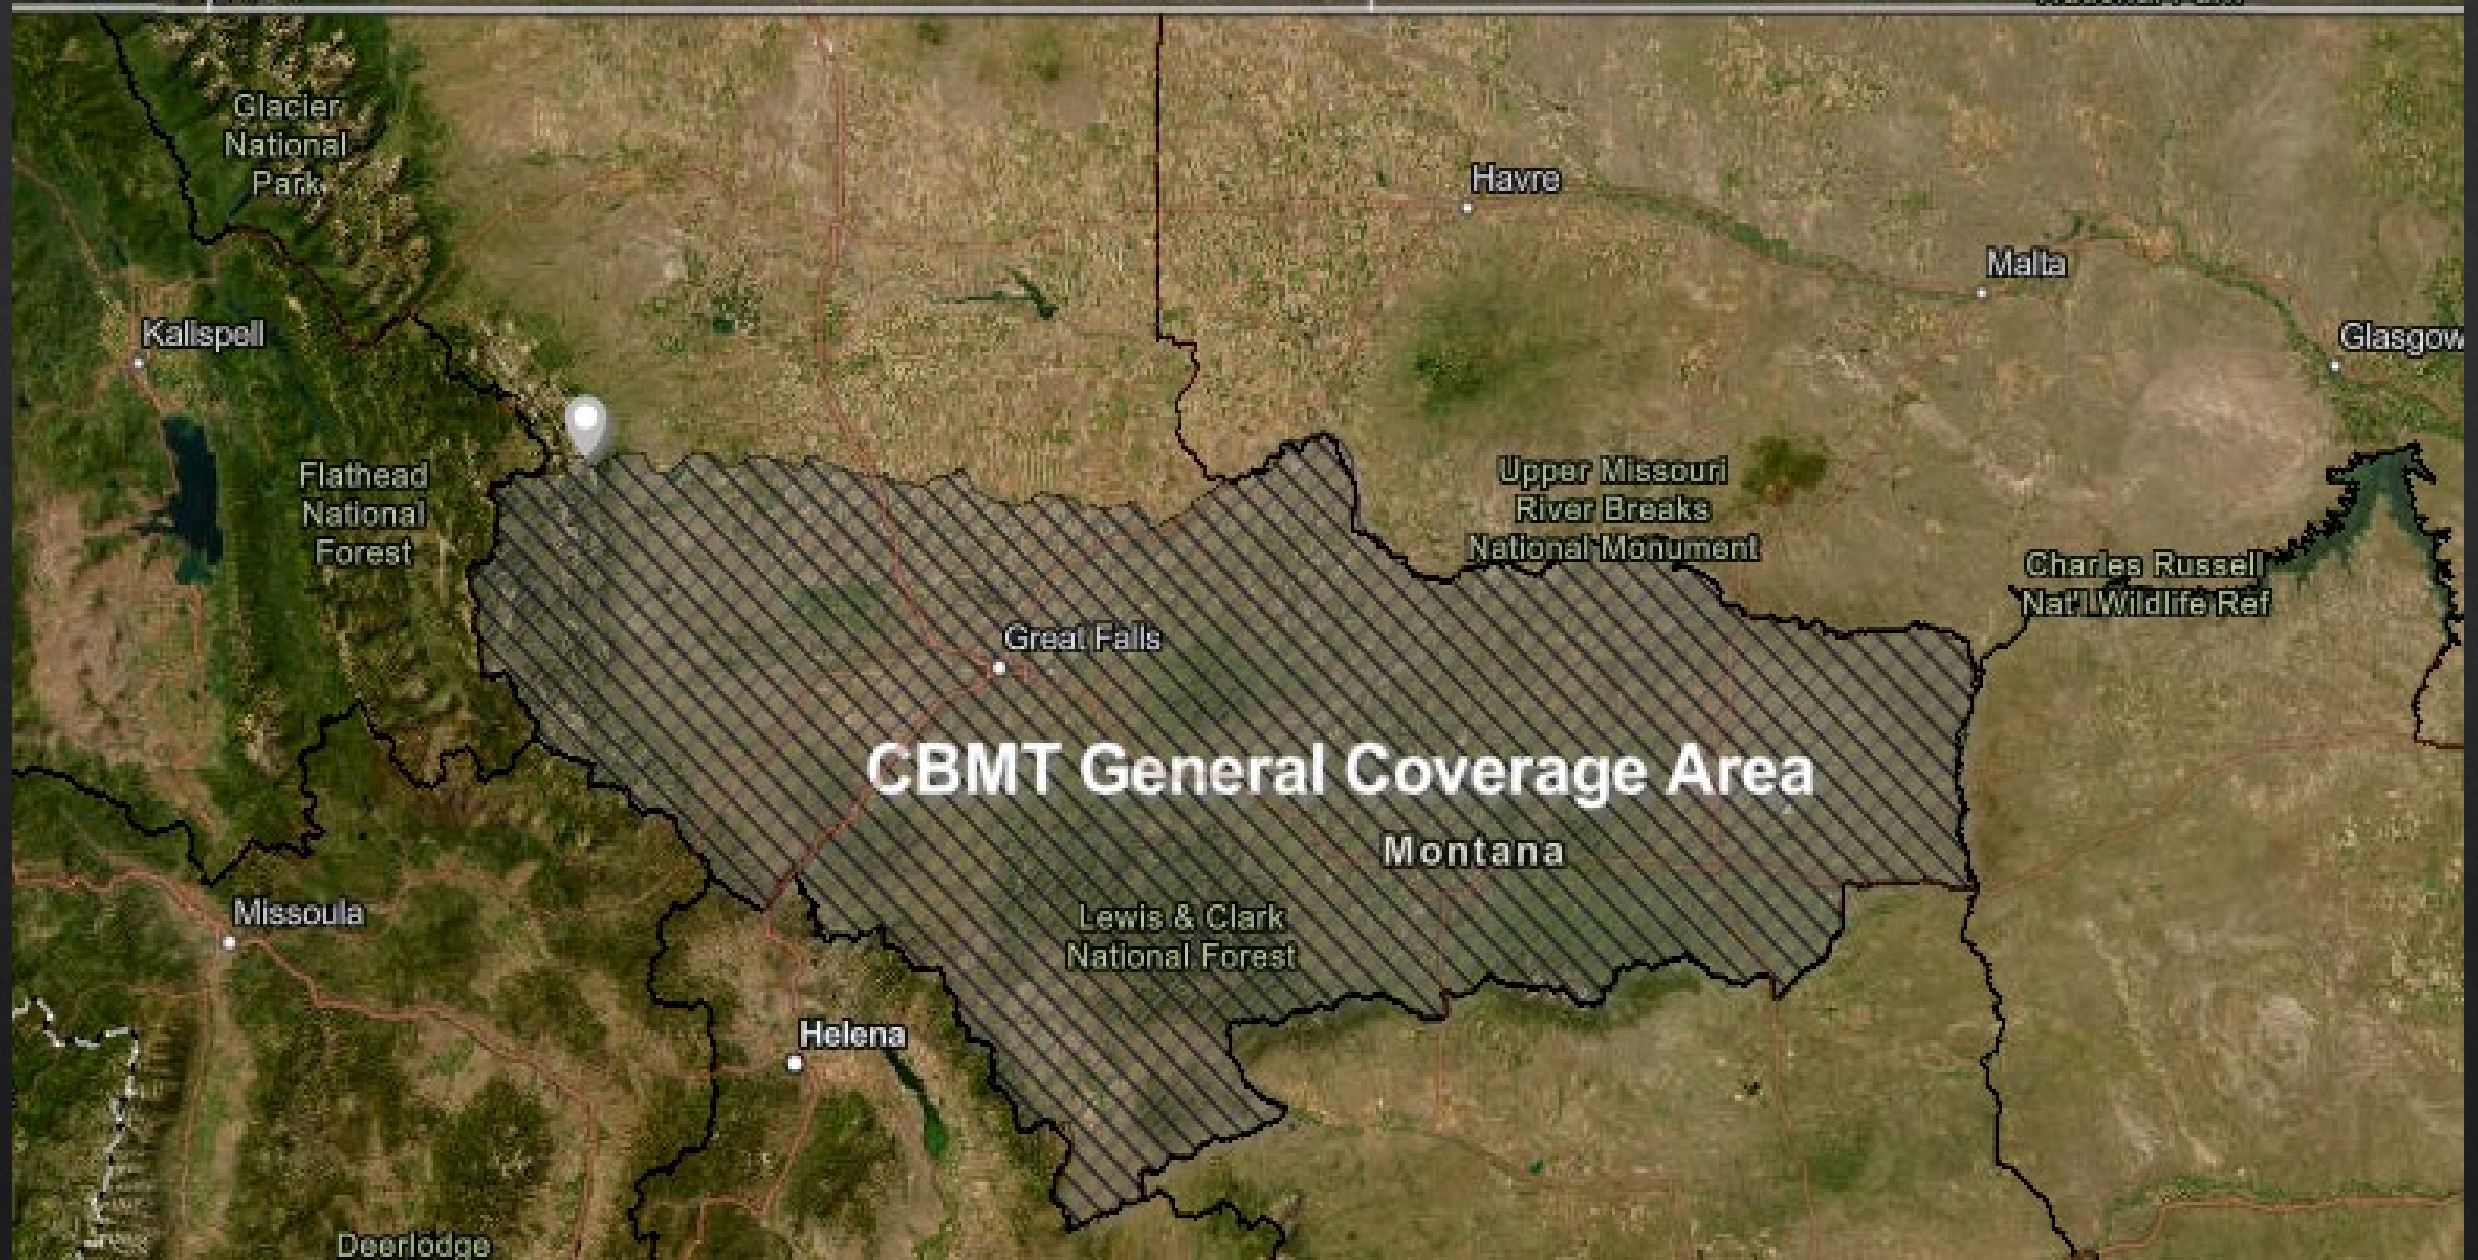 Glacier
National
Park
Havre
Malta
Kalispell
Glasgow
Flathead
National
Forest
Upper Missouri
River Breaks
National Monument
Charles Russell
Nat'l Wildlife Ref
Great Falls
CBMT General Coverage Area
Montana
Lewis & Clark
National Forest
Missoula
Helena
Deerlodge